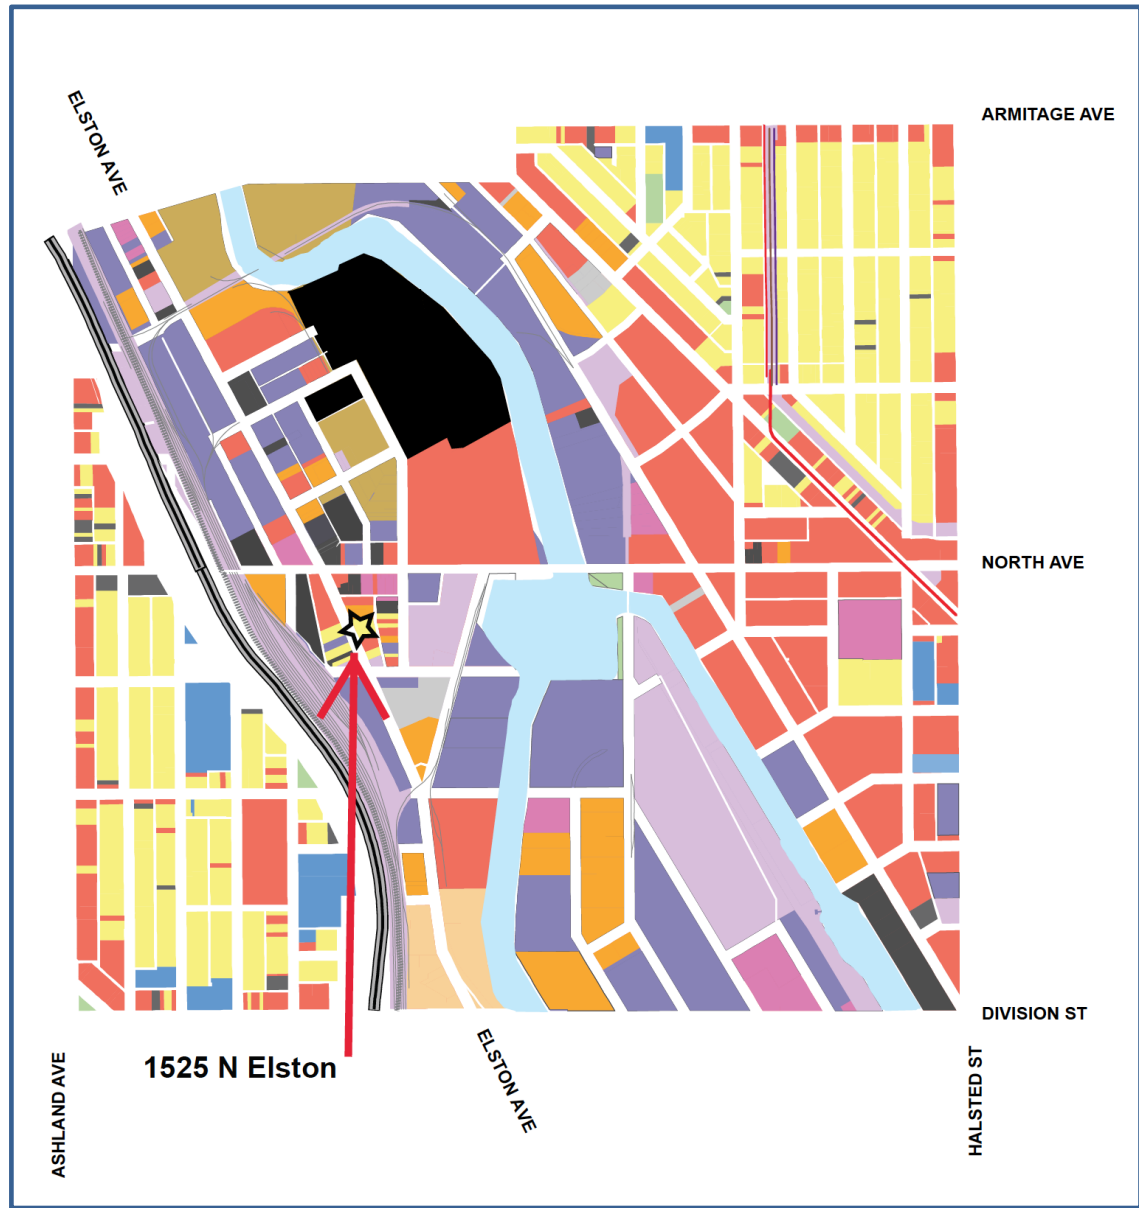 ELSTON AVE
ARMITAGE AVE
NORTH AVE
DIVISION ST
1525 N Elston
ASHLAND AVE
ELSTON AVE
HALSTED ST